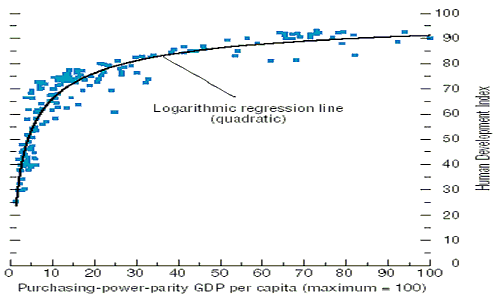 100
90
80
70
60
50
40
30
20
10
0
Human Development Index
Logarithmic regression line
(quadratic)
0 10 20 30 40 50 60 70 80 90 100
Purchasing-power-parity GDP per capita (maximum = 100)